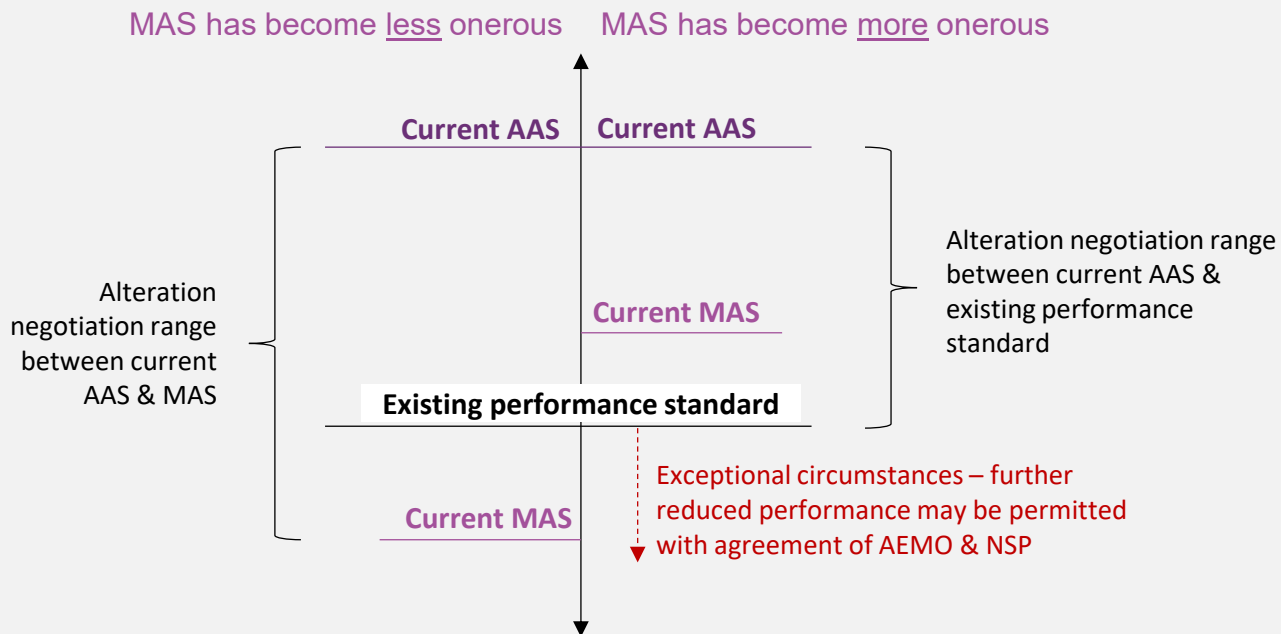 MAS has become less onerous
MAS has become more onerous
Current AAS
Current AAS
Alteration
negotiation range
between current
AAS & MAS
Alteration negotiation range
between current AAS &
existing performance
standard
Current MAS
Existing performance standard
Exceptional circumstances – further
reduced performance may be permitted
with agreement of AEMO & NSP
Current MAS